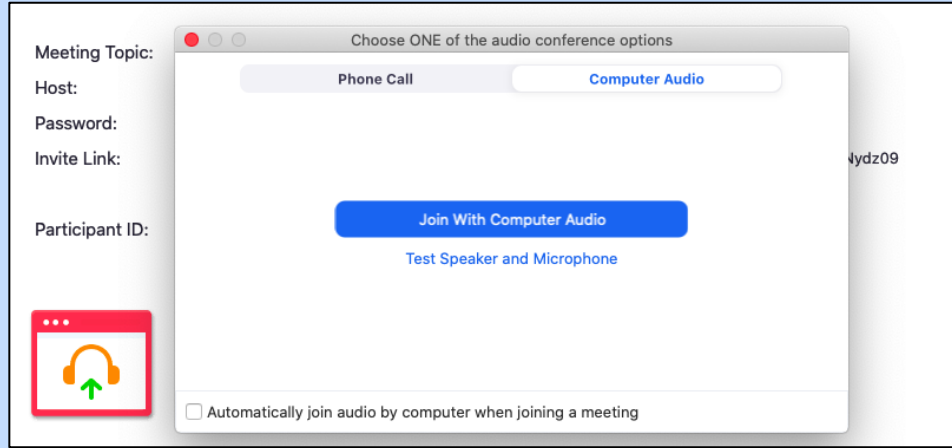 Choose ONE of the audio conference options
Meeting Topic:
Phone Call Computer Audio
Host:
Password:
Invite Link:
Nydz09
Join With Computer Audio
Participant ID:
Test Speaker and Microphone
Automatically join audio by computer when joining a meeting